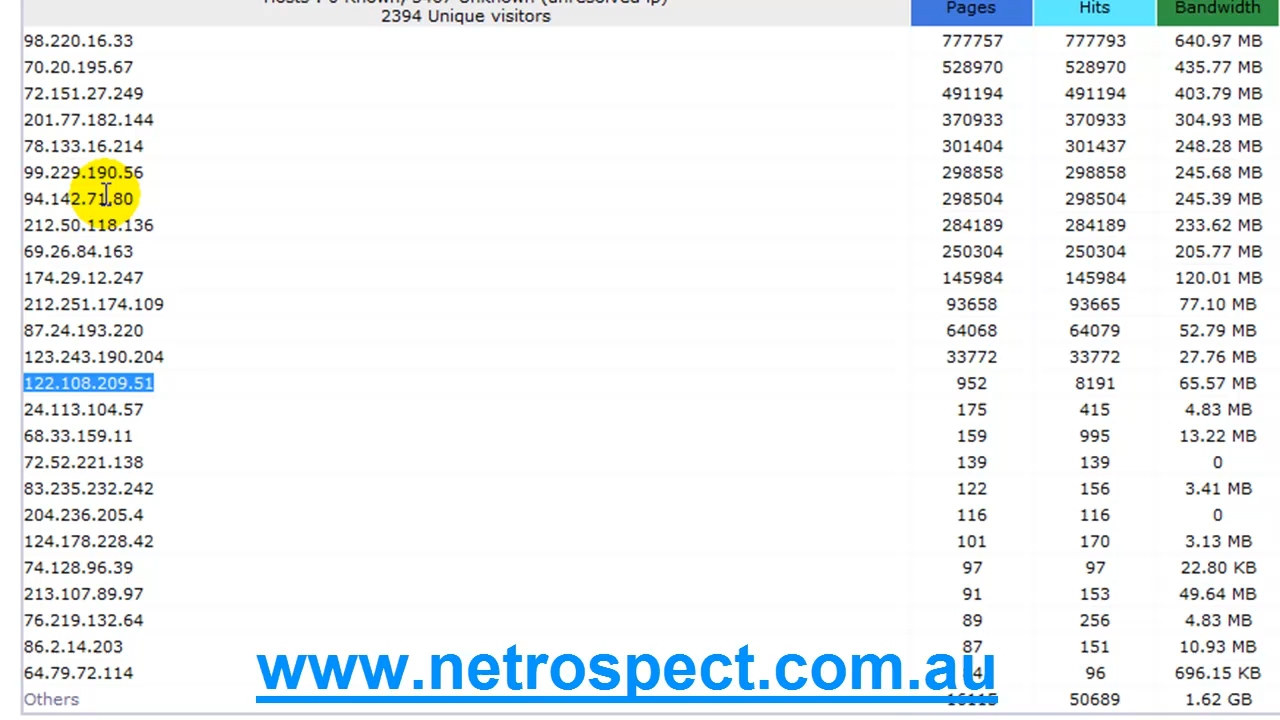 2394 Unique visitors Pages Hits Bandwidth
98.220.16.33 777757 777793 640.97 MB
70.20.195.67 528970 528970 435.77 MB
72.151.27.249 491194 491194 403.79 MB
201.77.182.144 370933 370933 304.93 MB
78.133.16.214 301404 301437 248.28 MB
99.229.190.56 298858 298858 245.68 MB
94.142.71.80 298504 298504 245.39 MB
212.50.118.136 284189 284189 233.62 MB
69.26.84.163 250304 250304 205.77 MB
174.29.12.247 145984 145984 120.01 MB
212.251.174.109 93658 93665 77.10 MB
87.24.193.220 64068 64079 52.79 MB
123.243.190.204 33772 33772 27.76 MB
122.108.209.51 952 8191 65.57 MB
24.113.104.57 175 415 4.83 MB
68.33.159.11 159 995 13.22 MB
72.52.221.138 139 139 0
83.235.232.242 122 156 3.41 MB
204.236.205.4 116 116 0
124.178.228.42 101 170 3.13 MB
74.128.96.39 97 97 22.80 KB
213.107.89.97 91 153 49.64 MB
76.219.132.64 89 256 4.83 MB
86.2.14.203 87 151 10.93 MB
64.79.72.114 96 696.15 KB
www.netrospect.com.au
Others 16115 50689 1.62 GB